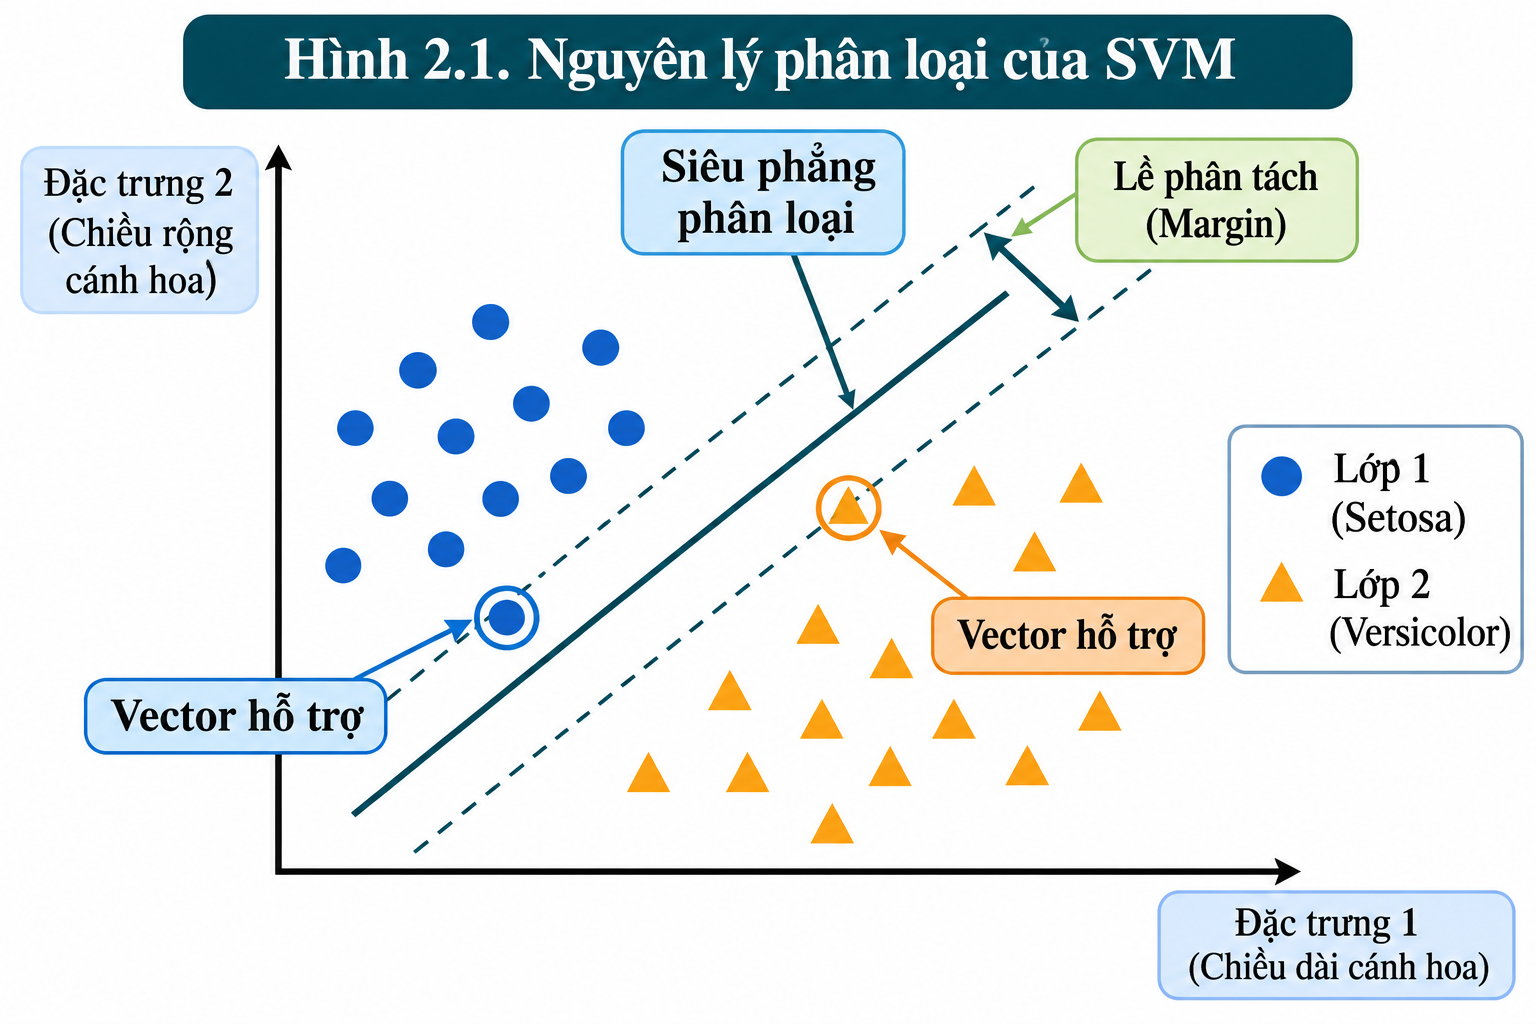 Hình 2.1. Nguyên lý phân loại của SVM
Đặc trưng 2
(Chiều rộng
cánh hoa)
Siêu phẳng
phân loại
Lề phân tách
(Margin)
Lớp 1
(Setosa)
Lớp 2
(Versicolor)
Vector hỗ trợ
Vector hỗ trợ
Đặc trưng 1
(Chiều dài cánh hoa)